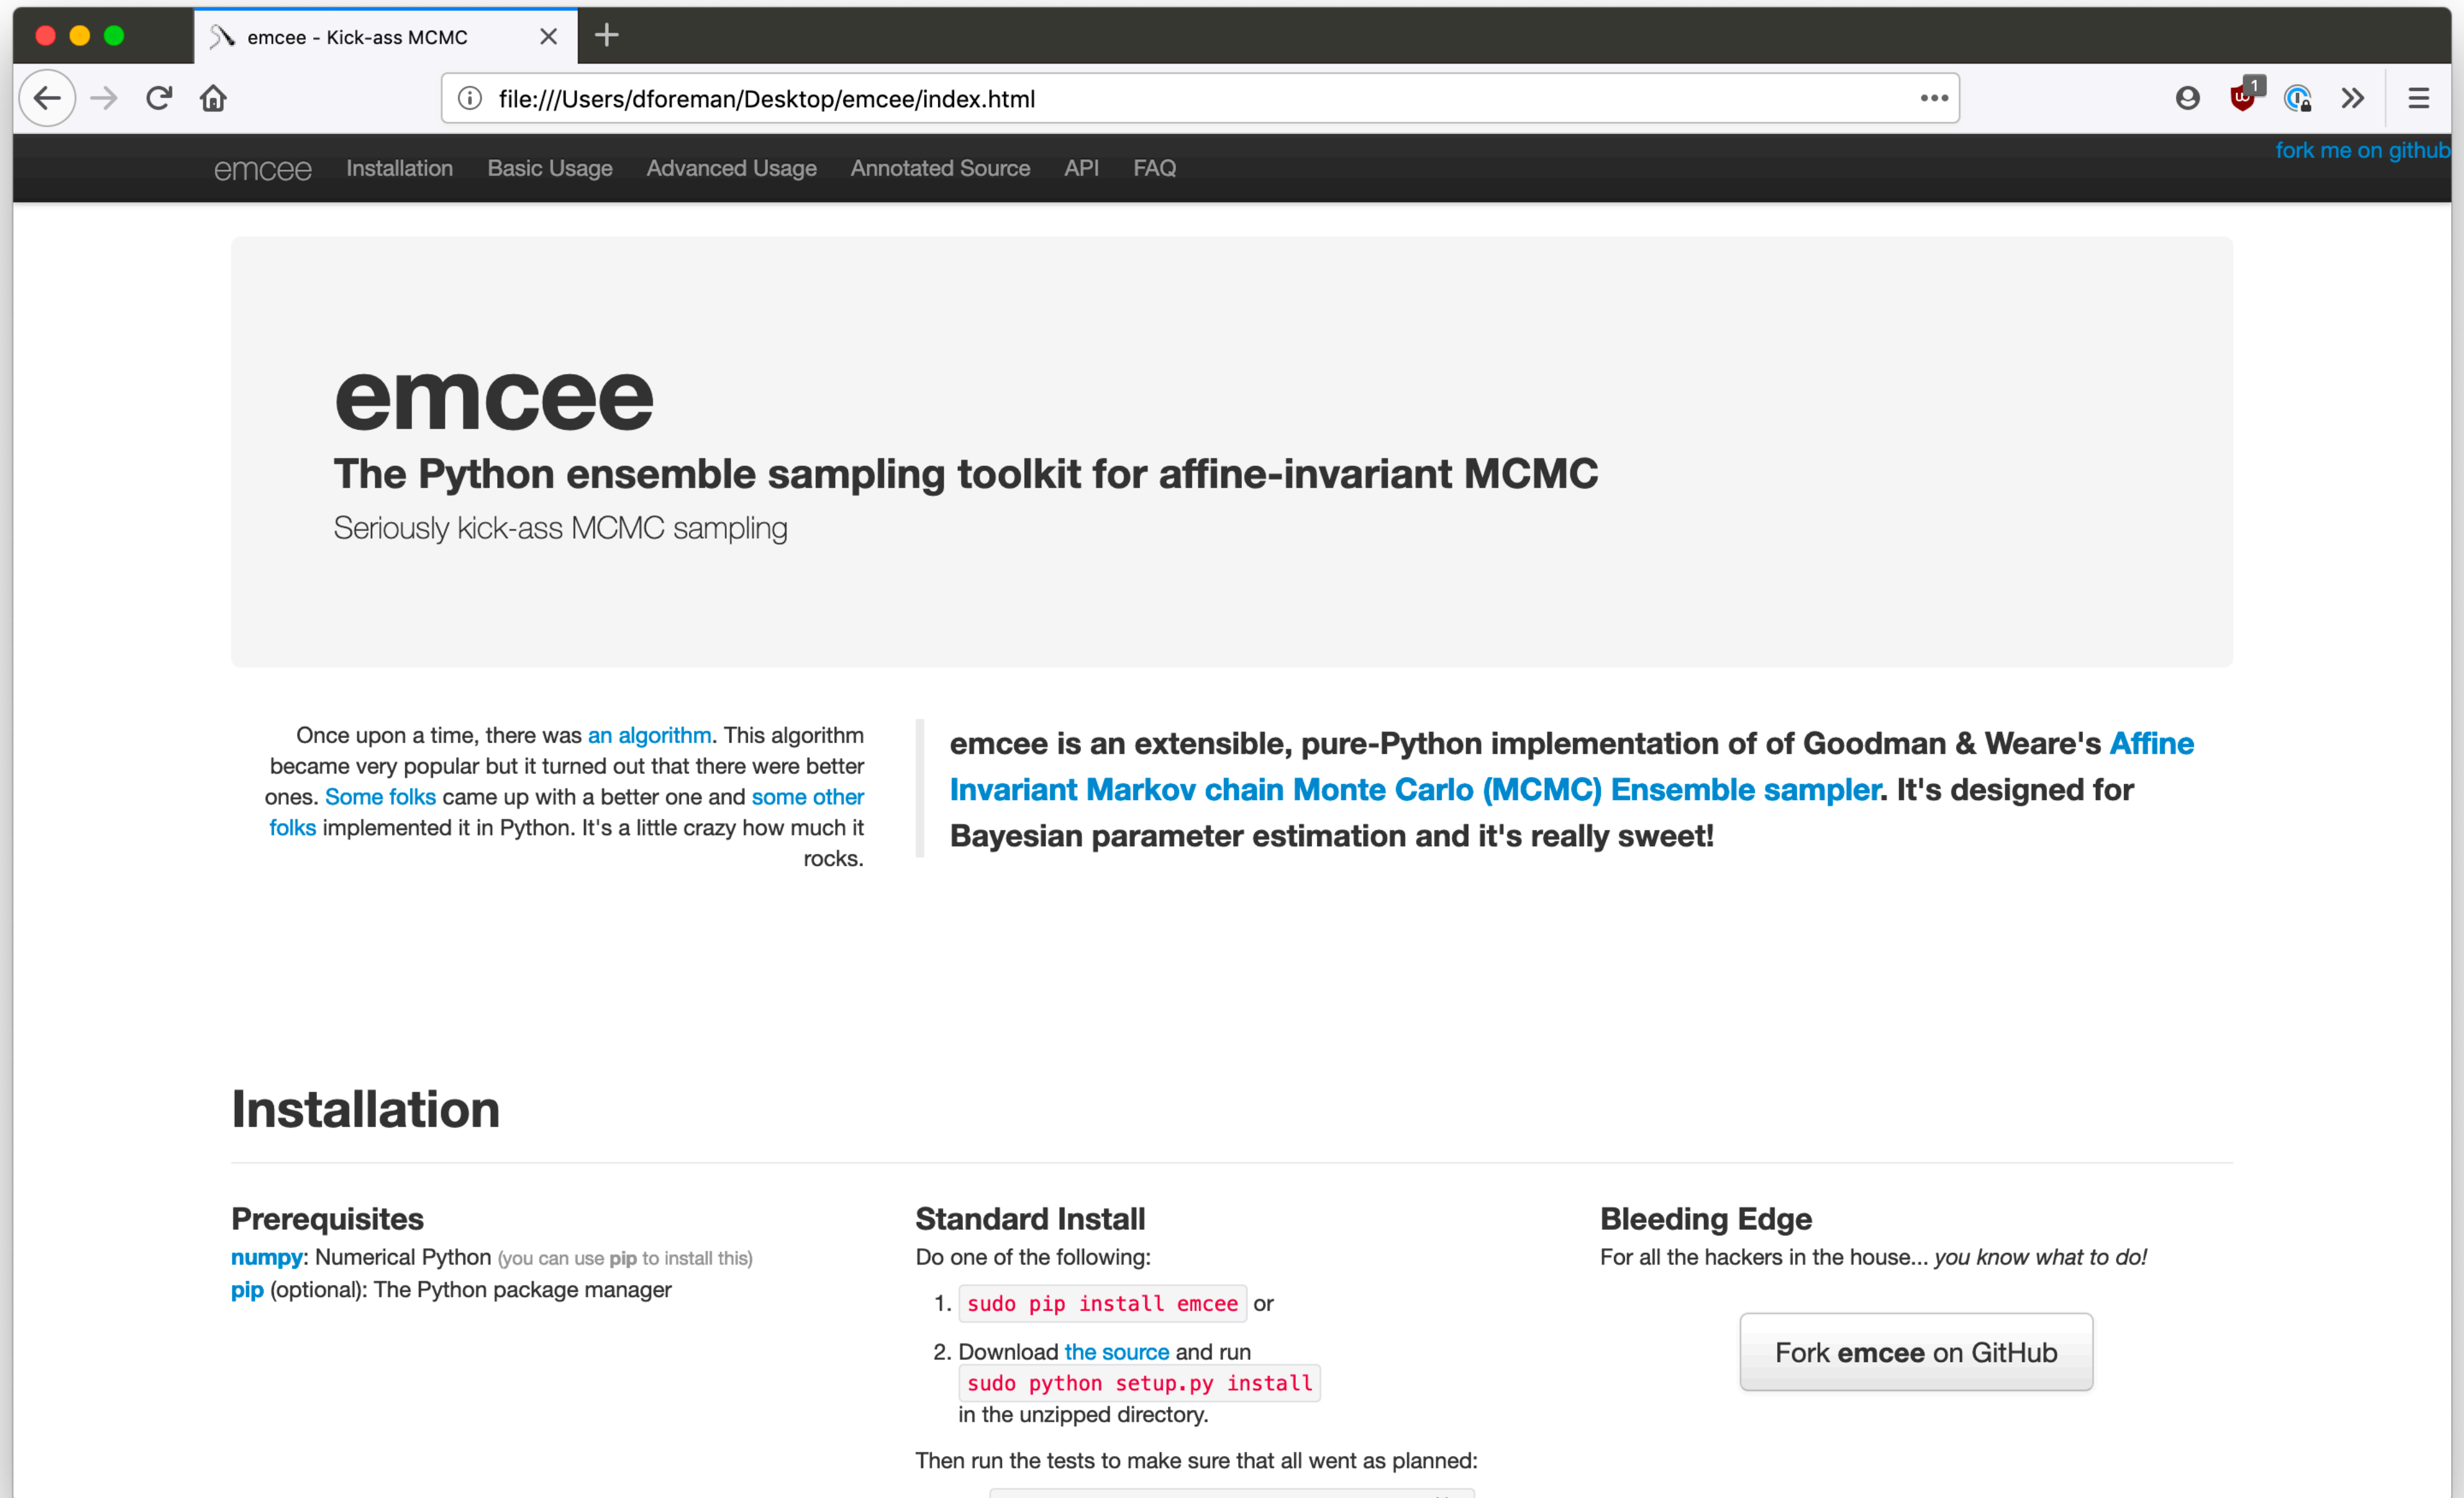 emcee - Kick-ass MCMC
file:///Users/dforeman/Desktop/emcee/index.html
1
emcee Installation Basic Usage Advanced Usage Annotated Source API FAQ
fork me on github
emcee
The Python ensemble sampling toolkit for affine-invariant MCMC
Seriously kick-ass MCMC sampling
Once upon a time, there was an algorithm. This algorithm
became very popular but it turned out that there were better
ones. Some folks came up with a better one and some other
folks implemented it in Python. It's a little crazy how much it
rocks.
emcee is an extensible, pure-Python implementation of of Goodman & Weare's Affine
Invariant Markov chain Monte Carlo (MCMC) Ensemble sampler. It's designed for
Bayesian parameter estimation and it's really sweet!
Installation
Prerequisites
numpy: Numerical Python (you can use pip to install this)
pip (optional): The Python package manager
Standard Install
Do one of the following:
1. sudo pip install emcee or
2. Download the source and run
sudo python setup.py install
in the unzipped directory.
Then run the tests to make sure that all went as planned:
Bleeding Edge
For all the hackers in the house... you know what to do!
Fork emcee on GitHub